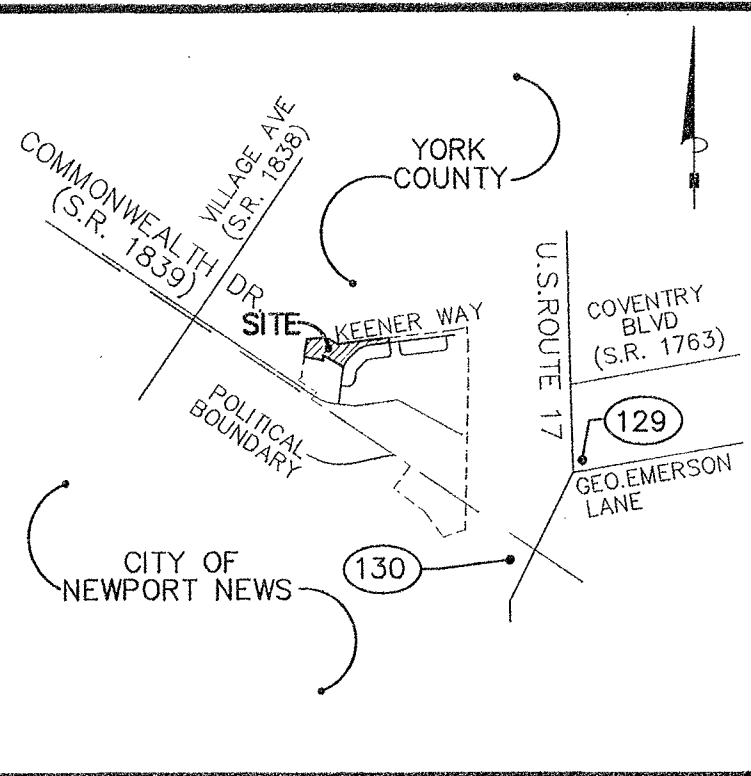 YORK
COUNTY
VILLAGE AVE
(S.R. 1838)
COMMONWEALTH DR.
(S.R. 1839)
SITE
KEENER WAY
U.S.ROUTE 17
COVENTRY
BLVD
(S.R. 1763)
POLITICAL
BOUNDARY
129
GEO.EMERSON
LANE
130
CITY OF
NEWPORT NEWS